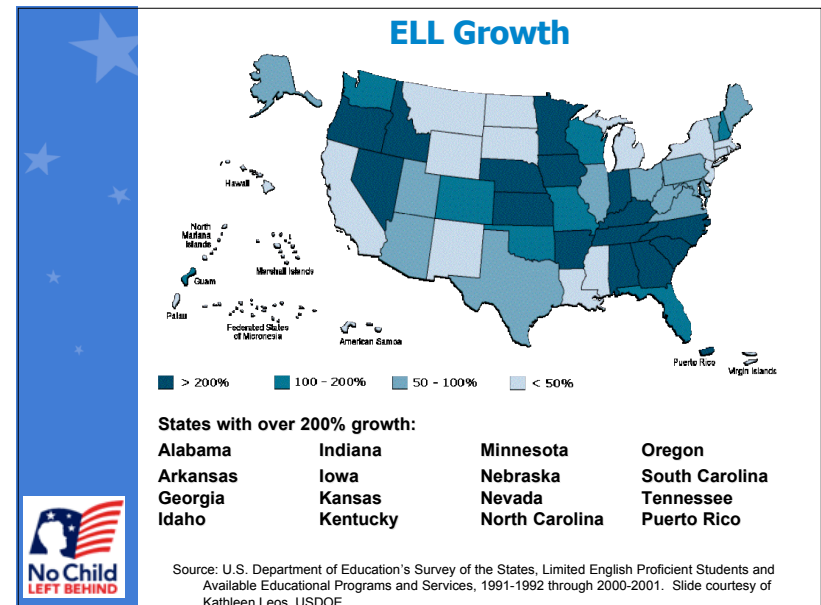 ELL Growth
Hawaii
North
Mariana
Islands
Marshall Islands
Guam
Palau
Federated States
of Micronesia
American Samoa
Puerto Rico
Virgin Islands
> 200%
100 - 200%
50 - 100%
< 50%
States with over 200% growth:
Alabama Indiana Minnesota Oregon
Arkansas Iowa Nebraska South Carolina
Georgia Kansas Nevada Tennessee
Idaho Kentucky North Carolina Puerto Rico
No Child
LEFT BEHIND
Source: U.S. Department of Education's Survey of the States, Limited English Proficient Students and
Available Educational Programs and Services, 1991-1992 through 2000-2001. Slide courtesy of
Kathleen Leos, USDOE